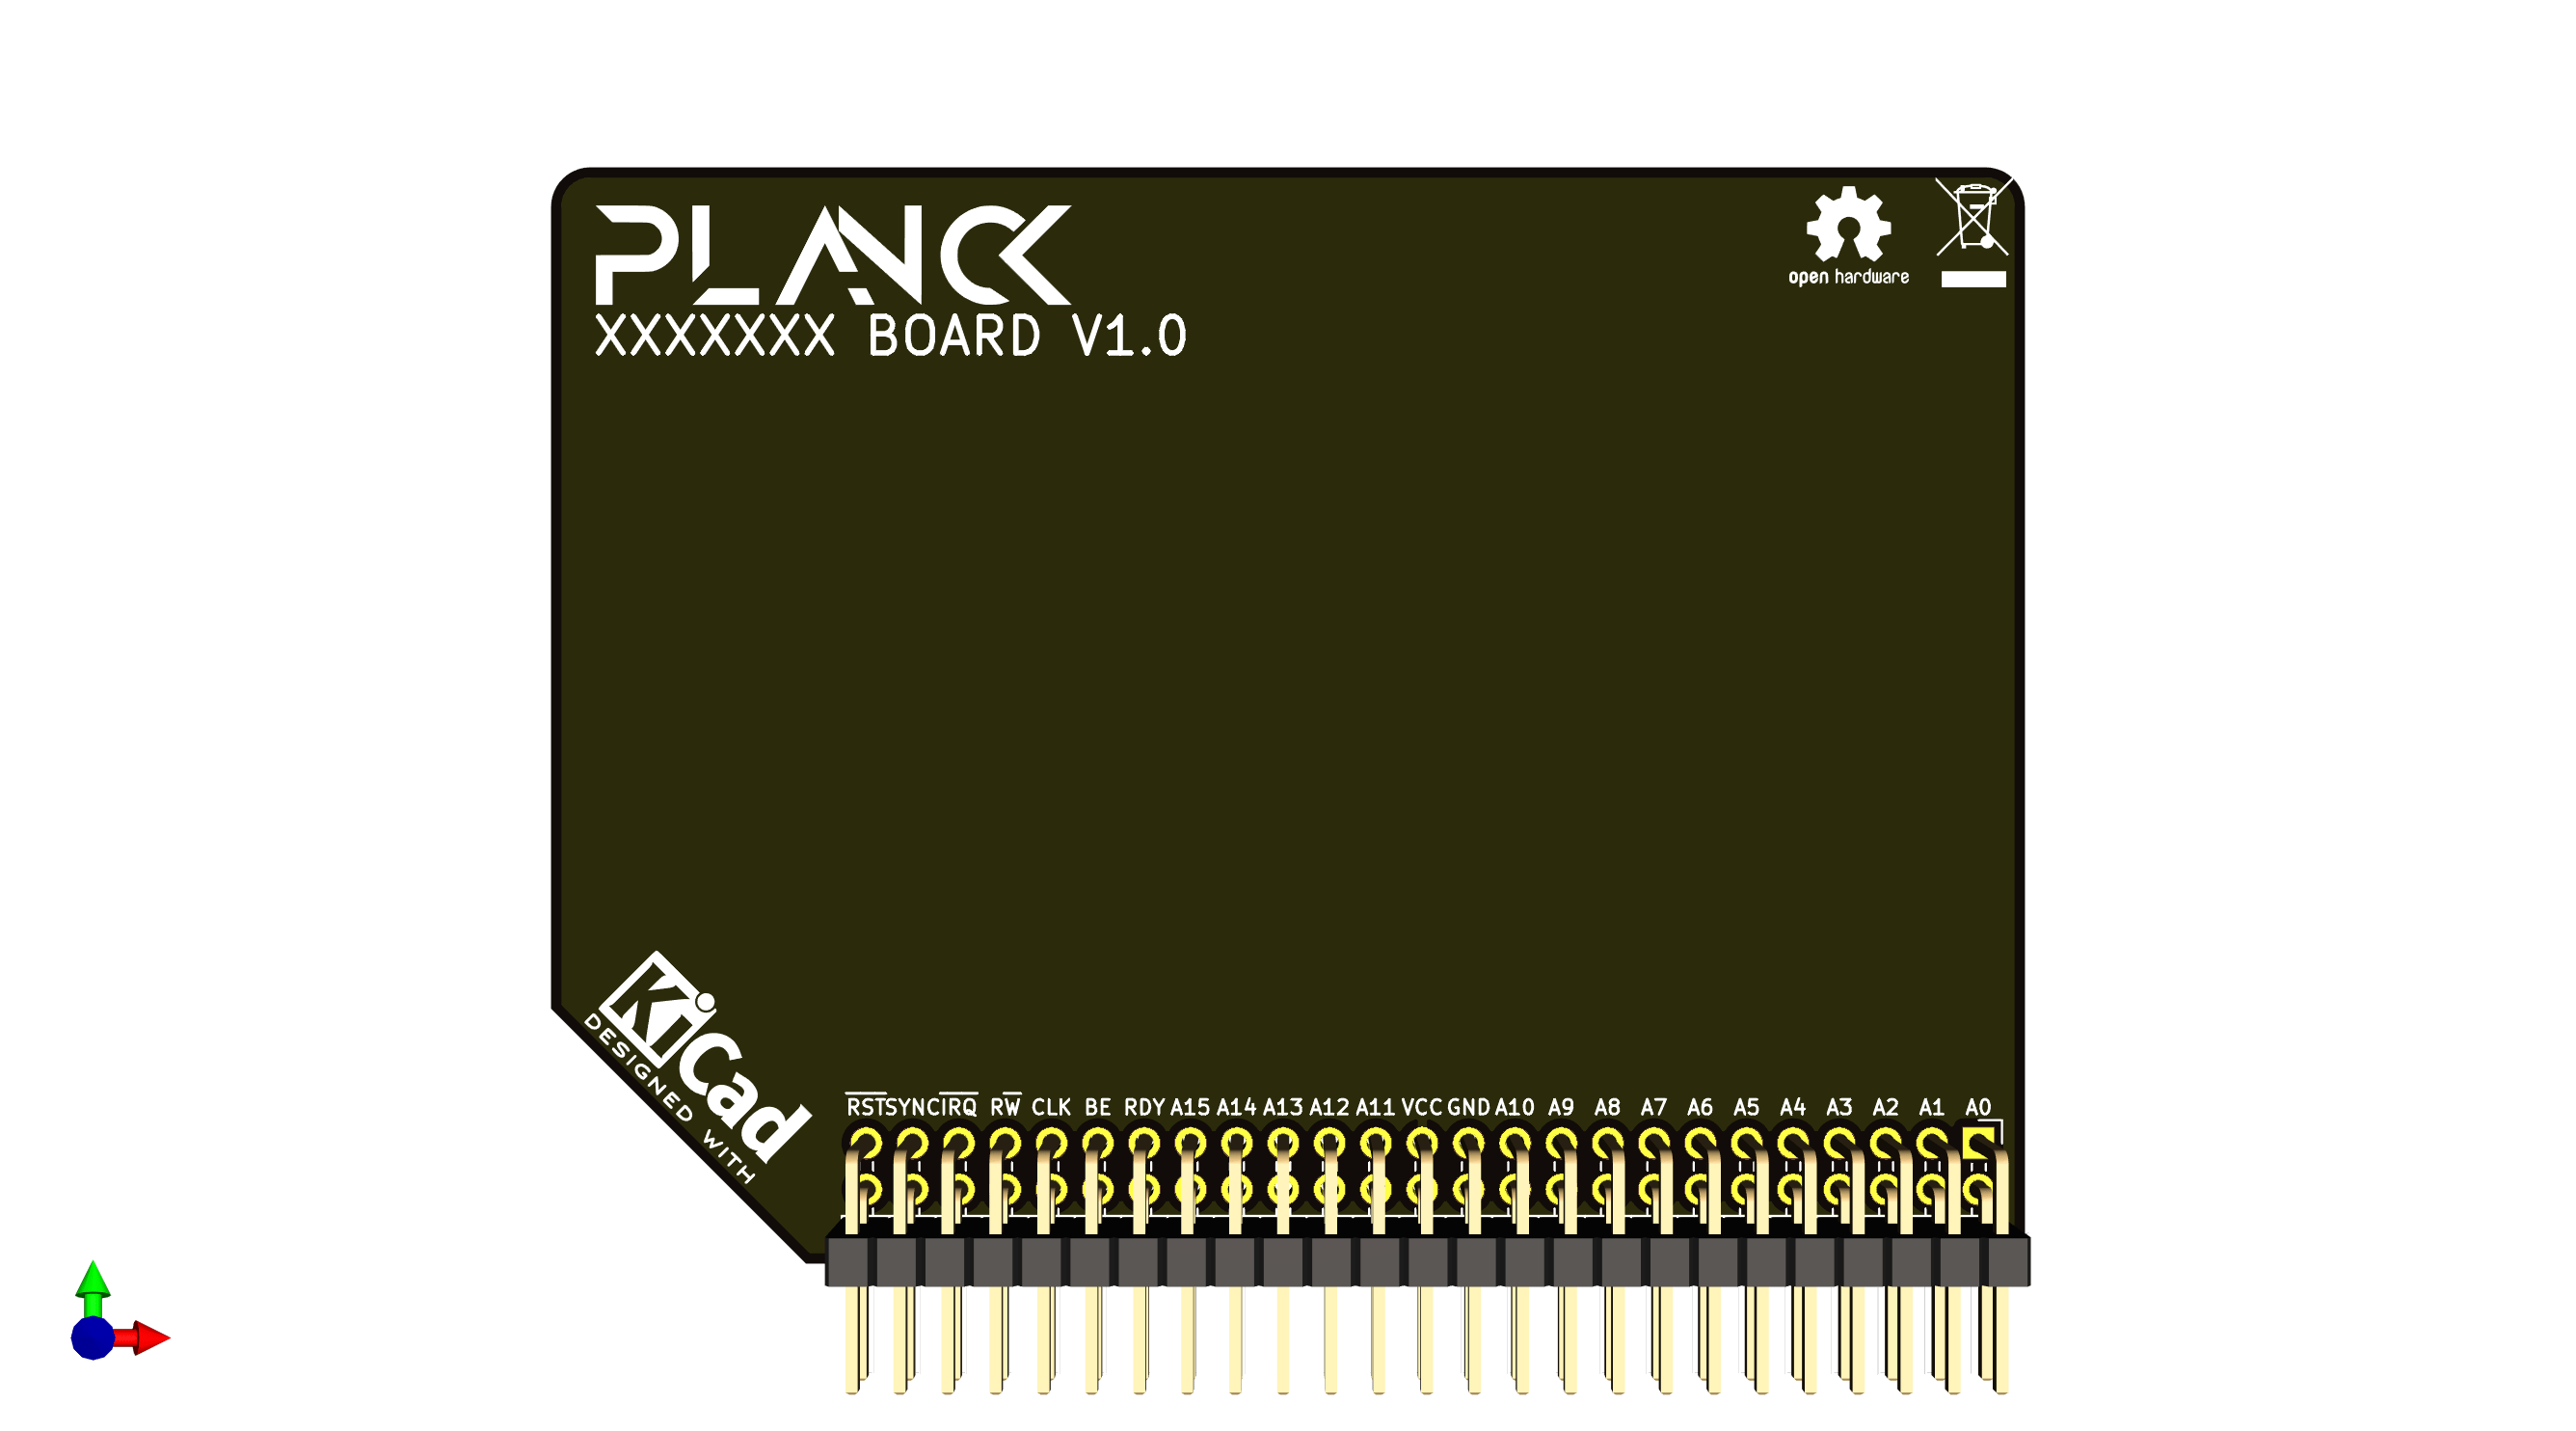 PLANCK
XXXXXXX BOARD V1.0
open hardware
KiCad
DESIGNED WITH
RST SYNC IRQ RW CLK BE RDY A15 A14 A13 A12 A11 VCC GND A10 A9 A8 A7 A6 A5 A4 A3 A2 A1 A0